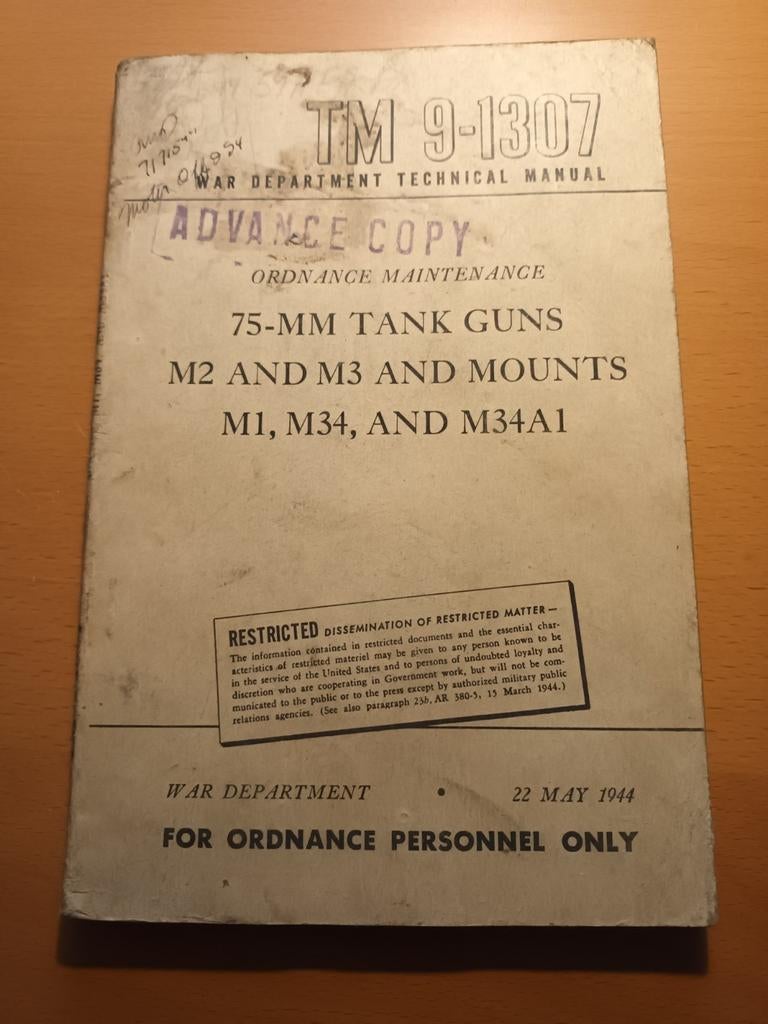 TM 9-1307
WAR DEPARTMENT TECHNICAL MANUAL
ADVANCE COPY
ORDNANCE MAINTENANCE
75-MM TANK GUNS
M2 AND M3 AND MOUNTS
M1, M34, AND M34A1
RESTRICTED DISSEMINATION OF RESTRICTED MATTER—
The information contained in restricted documents and the essential char-
acteristics of restricted materiel may be given to any person known to be
in the service of the United States and to persons of undoubted loyalty and
discretion who are cooperating in Government work, but will not be com-
municated to the public or to the press except by authorized military public
relations agencies. (See also paragraph 23b, AR 380-5, 15 March 1944.)
WAR DEPARTMENT • 22 MAY 1944
FOR ORDNANCE PERSONNEL ONLY